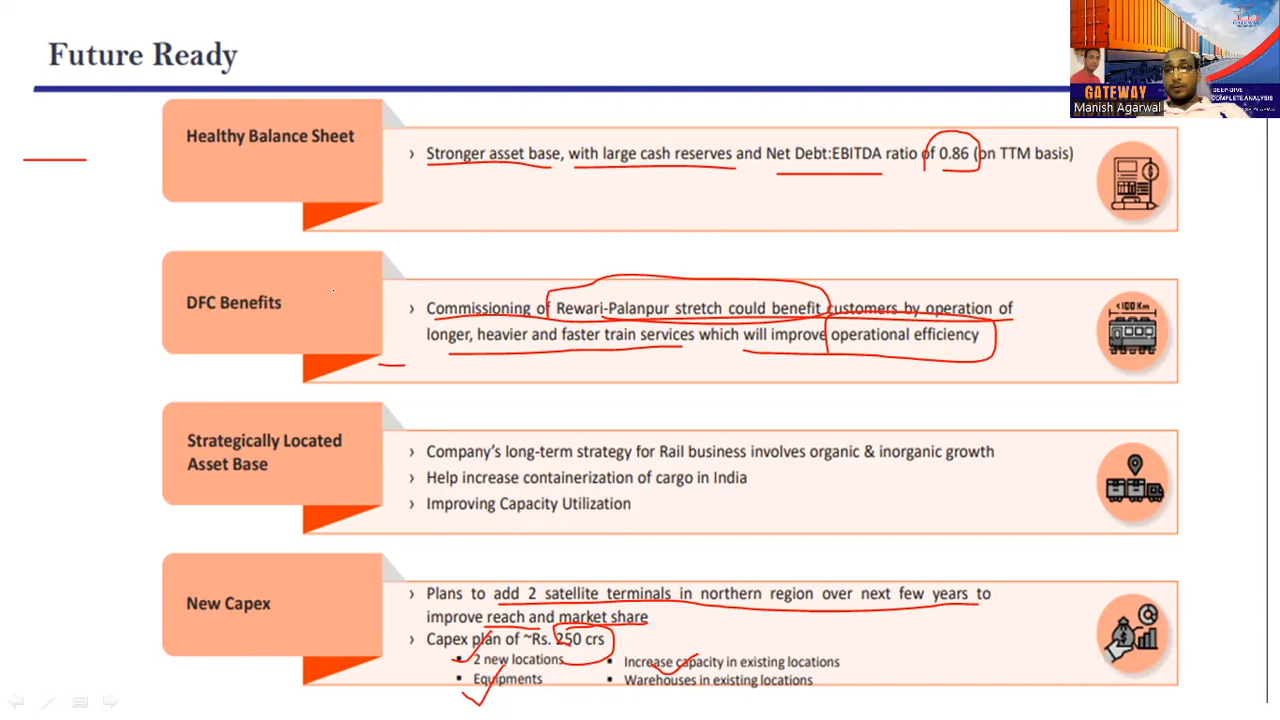 Future Ready
GATEWAY
DEEP-DIVE
COMPLETE ANALYSIS
Manish Agarwal
Healthy Balance Sheet
› Stronger asset base, with large cash reserves and Net Debt:EBITDA ratio of 0.86 (on TTM basis)
DFC Benefits
› Commissioning of Rewari-Palanpur stretch could benefit customers by operation of
longer, heavier and faster train services which will improve operational efficiency
<100 Km
Strategically Located
Asset Base
› Company's long-term strategy for Rail business involves organic & inorganic growth
› Help increase containerization of cargo in India
› Improving Capacity Utilization
New Capex
› Plans to add 2 satellite terminals in northern region over next few years to
improve reach and market share
› Capex plan of ~Rs. 250 crs
▪ 2 new locations ▪ Increase capacity in existing locations
▪ Equipments ▪ Warehouses in existing locations